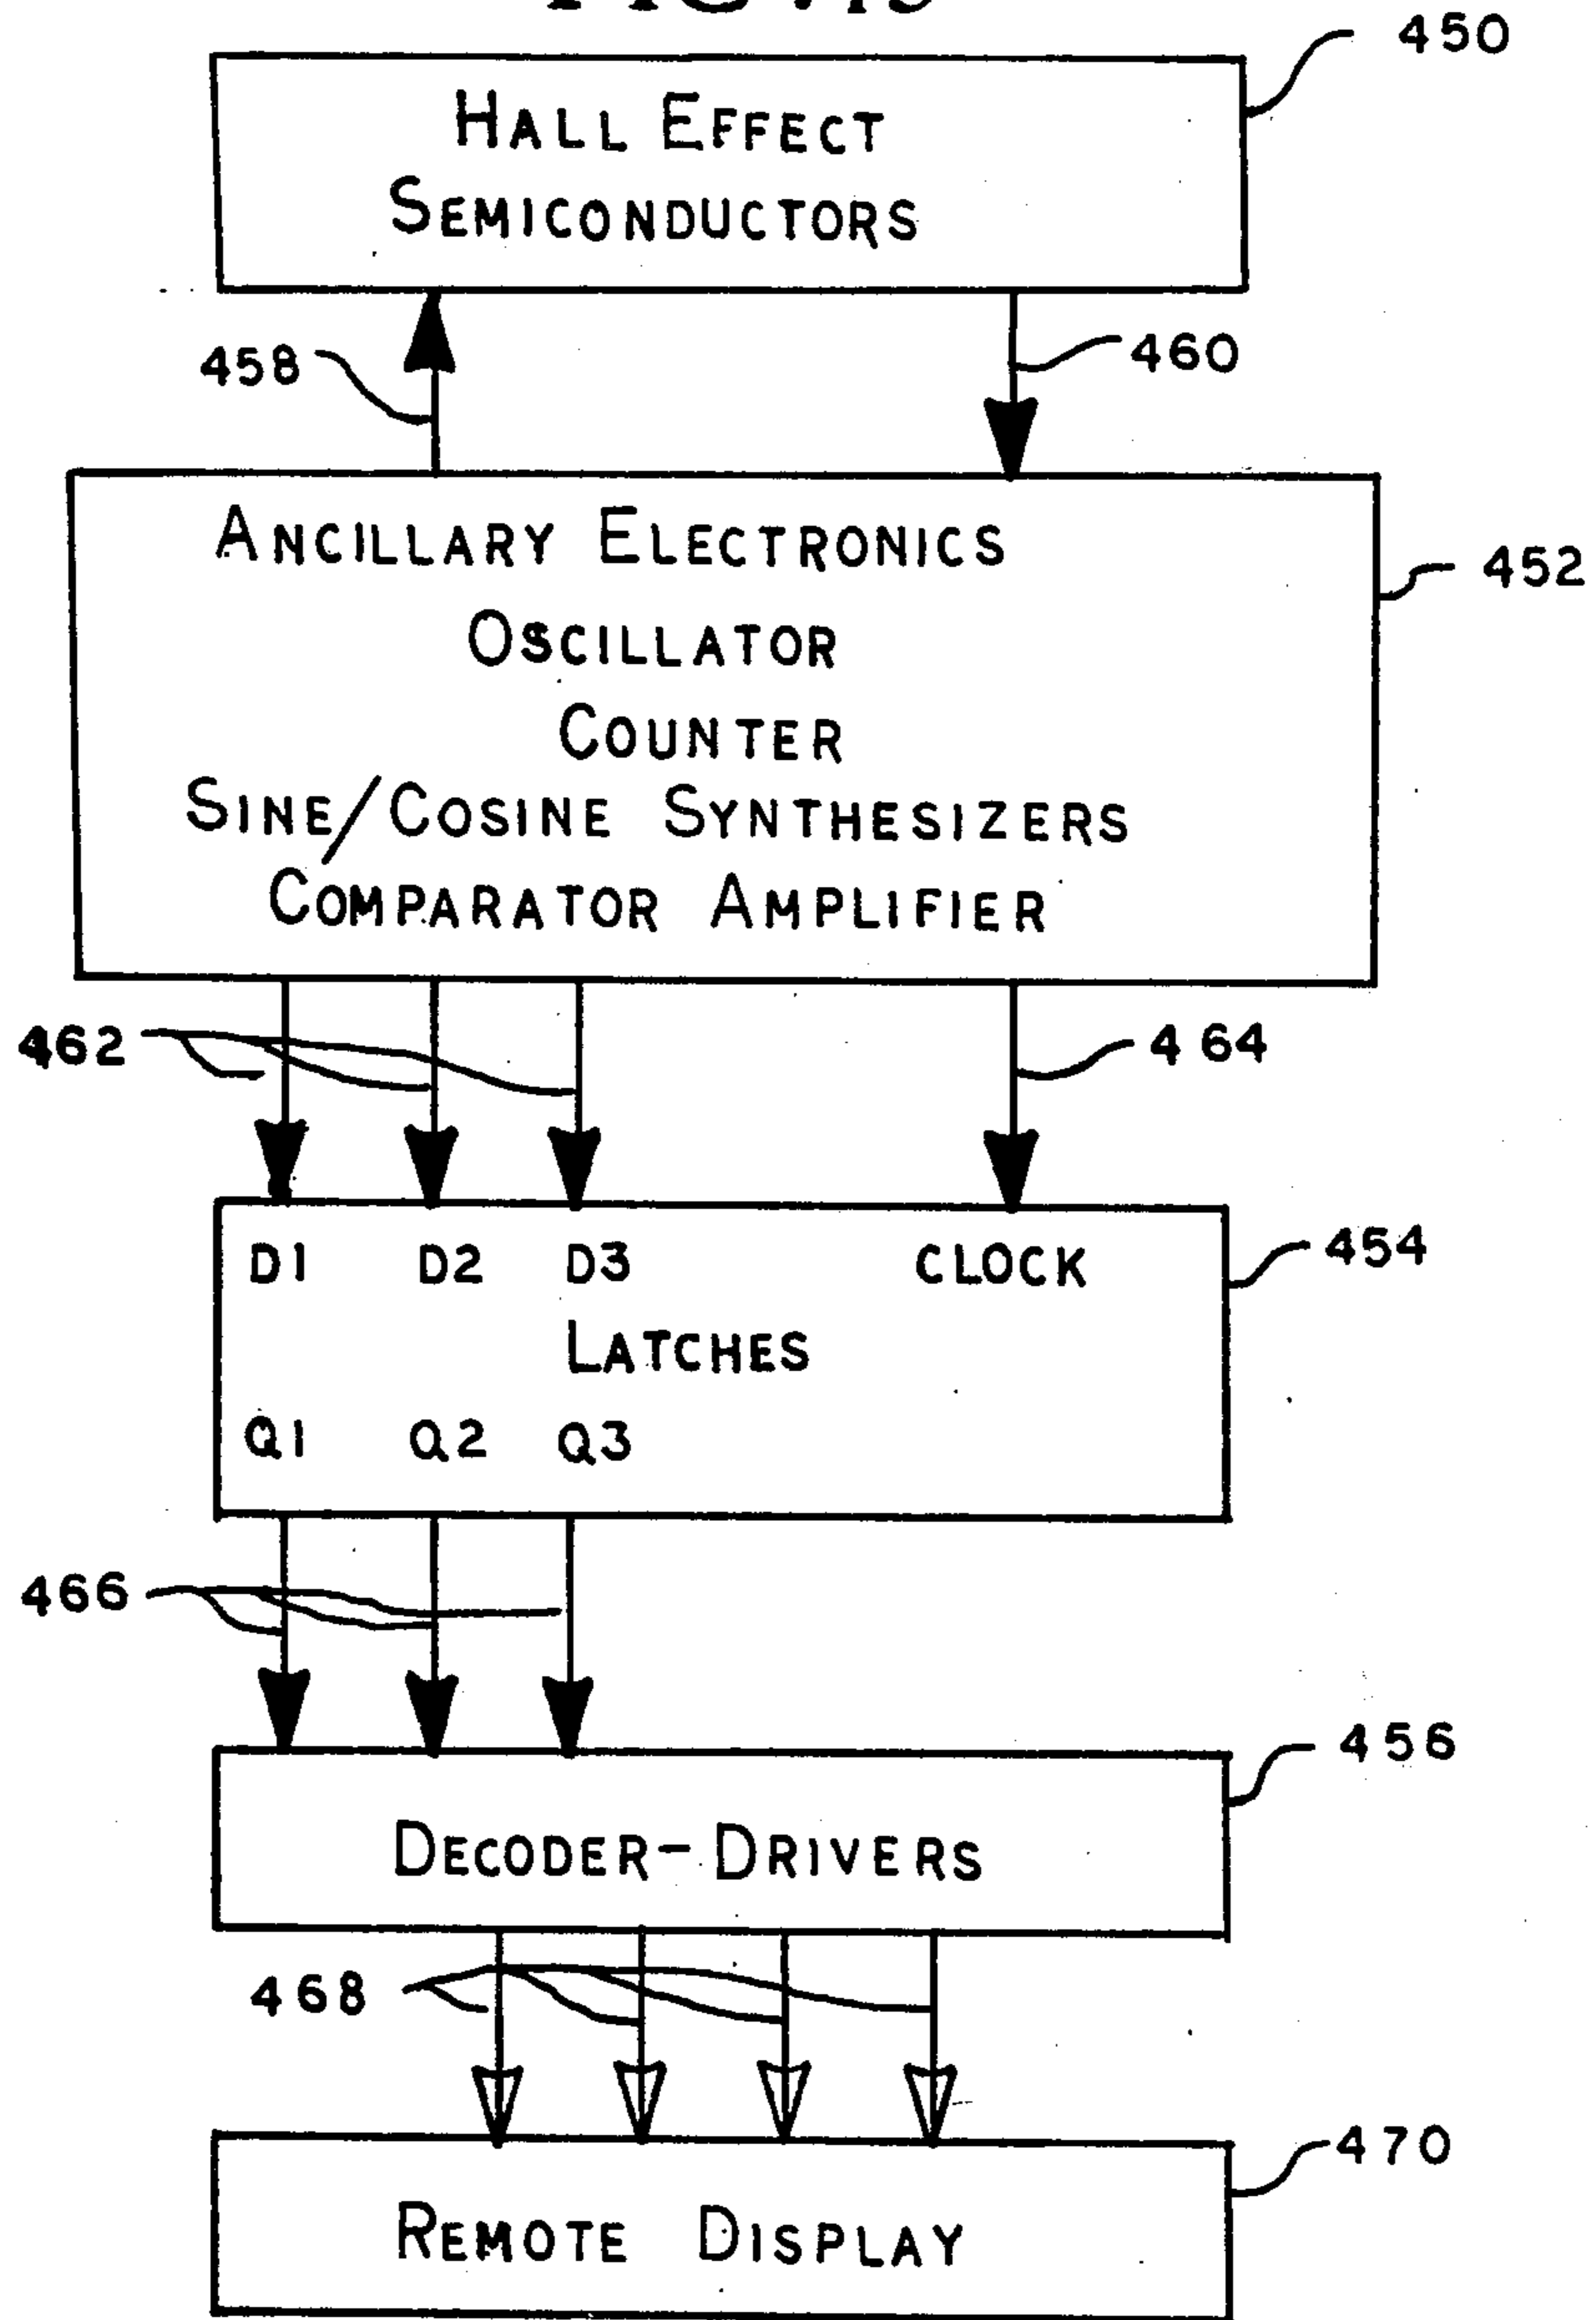 450
HALL EFFECT
SEMICONDUCTORS
458
460
ANCILLARY ELECTRONICS
452
OSCILLATOR
COUNTER
SINE/COSINE SYNTHESIZERS
COMPARATOR AMPLIFIER
462
464
D1 D2 D3 CLOCK
454
LATCHES
Q1 Q2 Q3
466
456
DECODER-DRIVERS
468
470
REMOTE DISPLAY